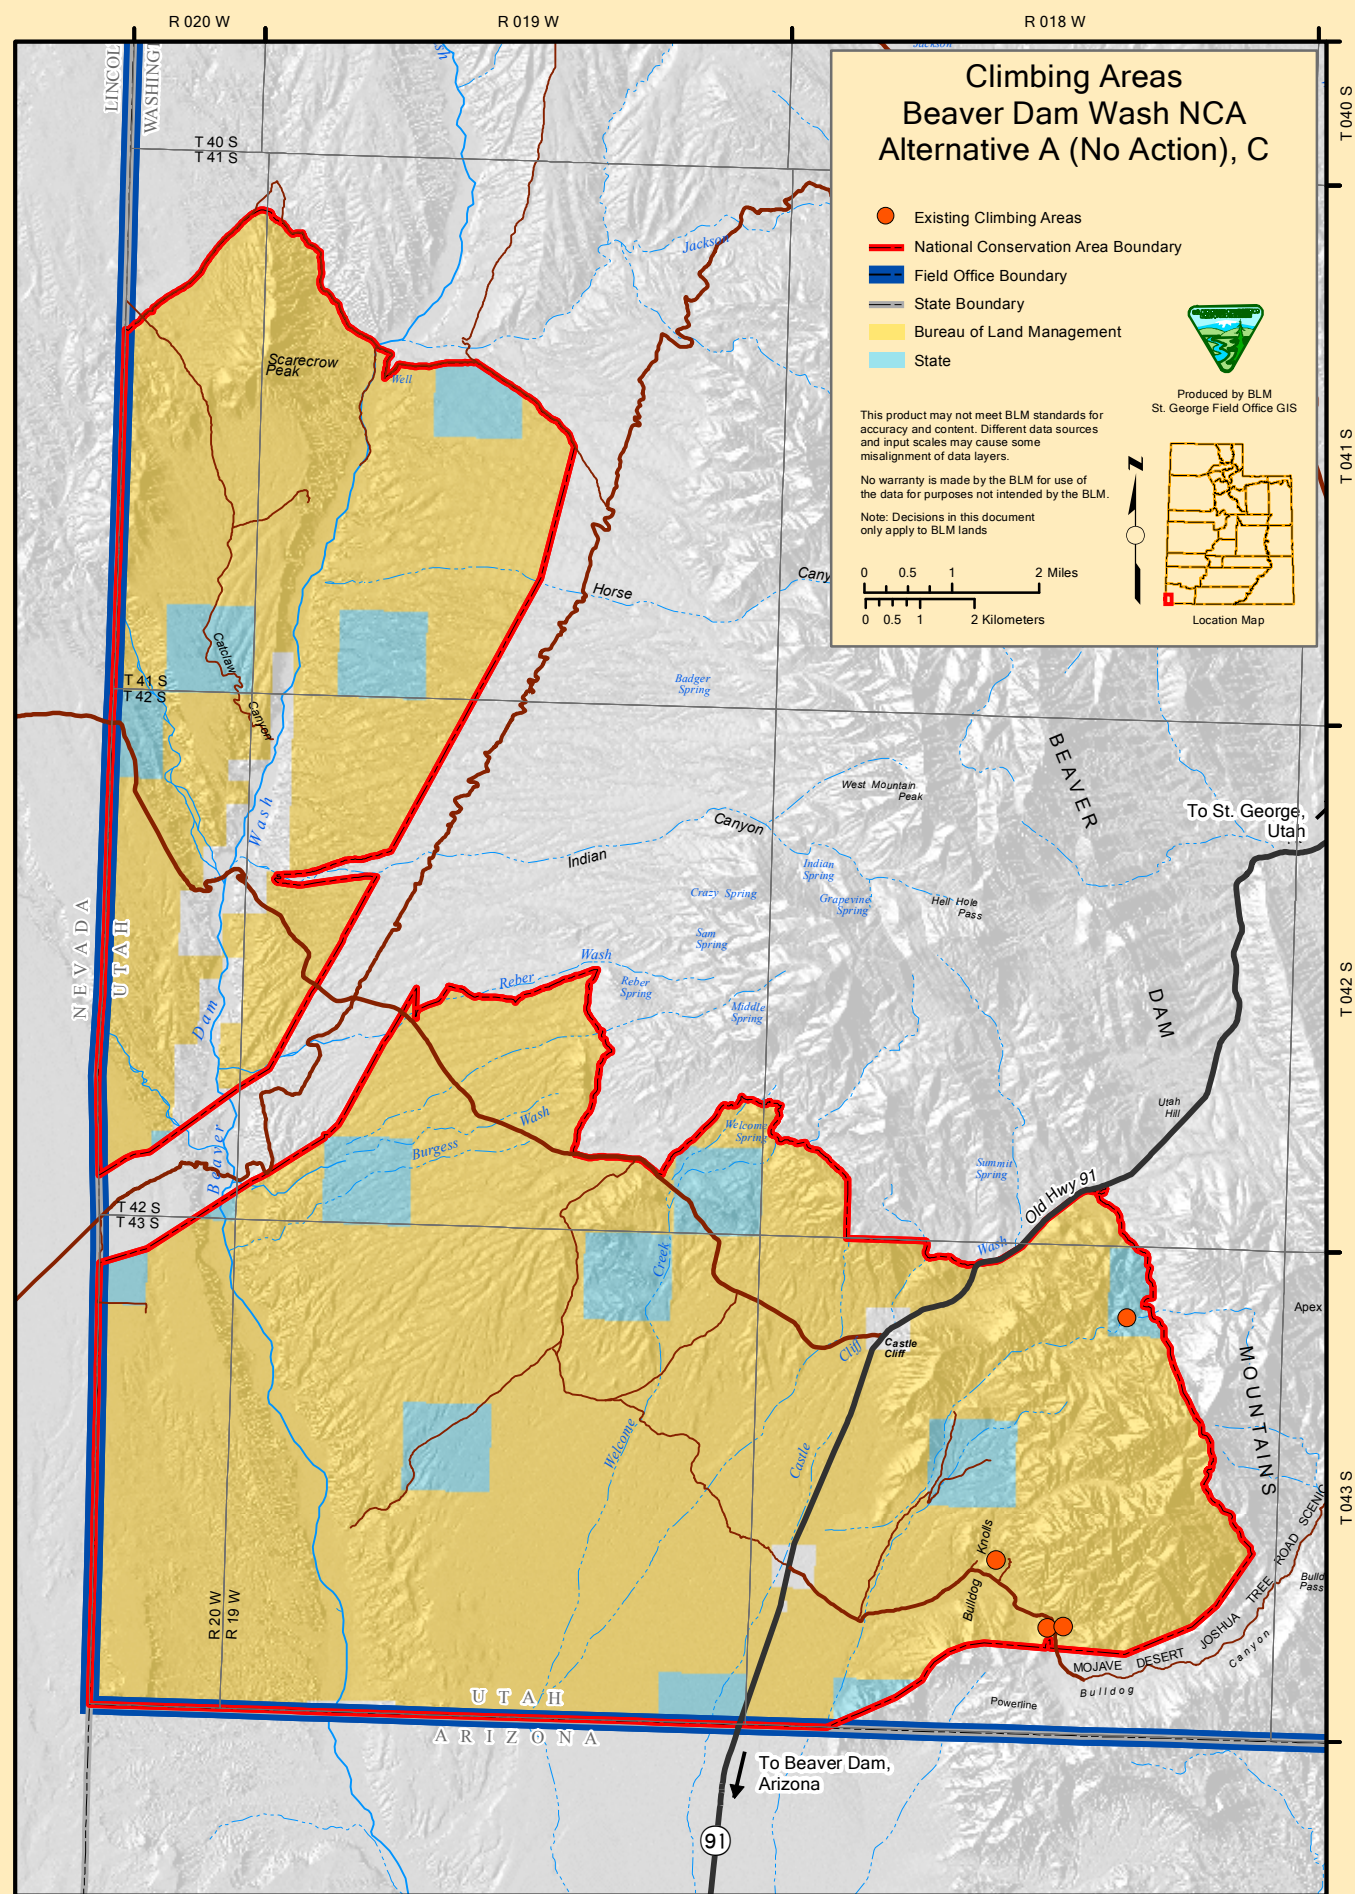 R 020 W
R 019 W
R 018 W
T 040 S
T 041 S
T 042 S
T 043 S
Climbing Areas
Beaver Dam Wash NCA
Alternative A (No Action), C
Existing Climbing Areas
National Conservation Area Boundary
Field Office Boundary
State Boundary
Bureau of Land Management
State
Produced by BLM
St. George Field Office GIS
This product may not meet BLM standards for
accuracy and content. Different data sources
and input scales may cause some
misalignment of data layers.
No warranty is made by the BLM for use of
the data for purposes not intended by the BLM.
Note: Decisions in this document
only apply to BLM lands
0 0.5 1 2 Miles
0 0.5 1 2 Kilometers
Location Map
LINCOL
WASHING
sh
Jackson
T 40 S
T 41 S
Jackson
Scarecrow
Peak
Well
Horse
Cany
Catclaw
Canyon
T 41 S
T 42 S
Badger
Spring
BEAVER
West Mountain
Peak
To St. George,
Utah
Wash
Canyon
Indian
Indian
Spring
Crazy Spring
Grapevine
Spring
Hell Hole
Pass
NEVADA
UTAH
Sam
Spring
Wash
Reber
Reber
Spring
Middle
Spring
DAM
Dam
Utah
Hill
Wash
Burgess
Welcome
Spring
Beaver
Summit
Spring
Old Hwy 91
T 42 S
T 43 S
Creek
Wash
Apex
Cliff
Castle
Cliff
MOUNTAINS
Welcome
Castle
Knolls
Bulldog
R 20 W
R 19 W
MOJAVE DESERT JOSHUA TREE ROAD SCENIC
Bulld
Pass
Canyon
Bulldog
Powerline
UTAH
ARIZONA
To Beaver Dam,
Arizona
91